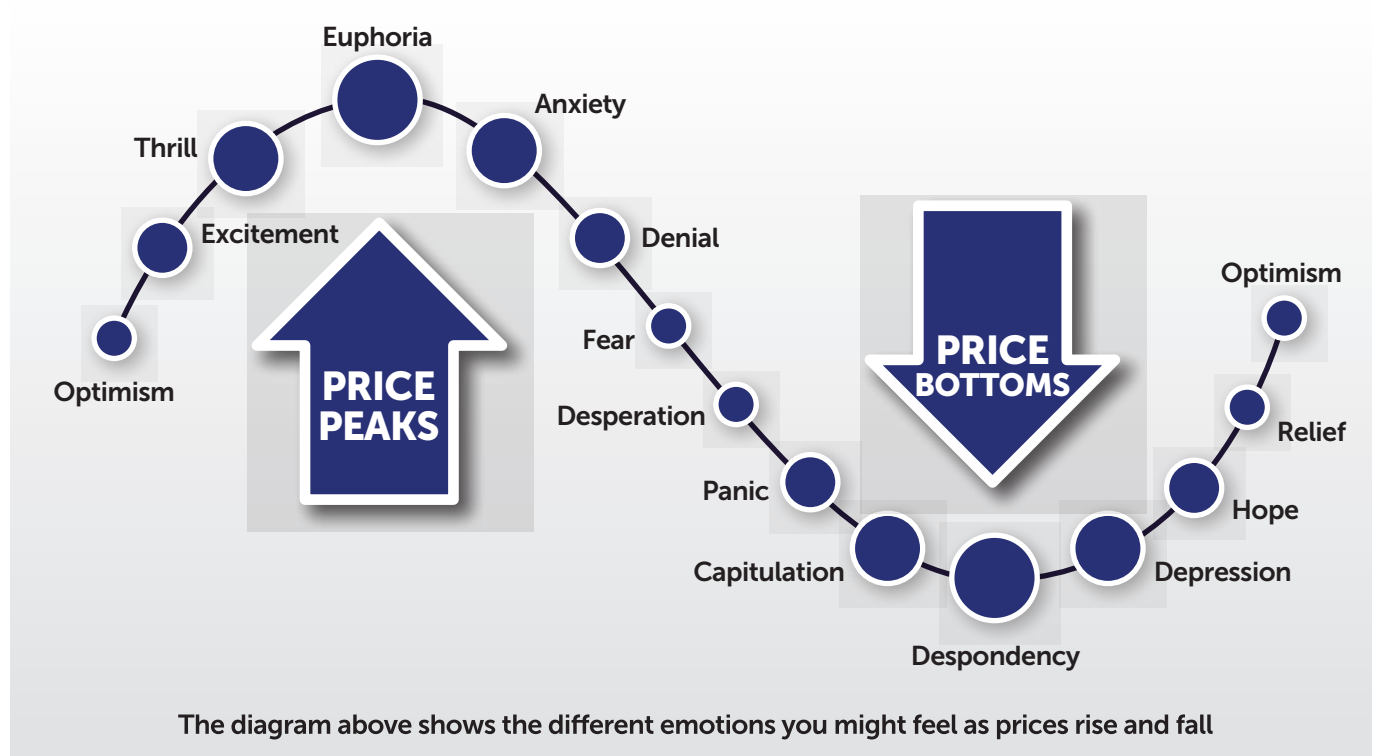 Euphoria
Anxiety
Thrill
Excitement
Denial
Optimism
Fear
Desperation
Panic
Capitulation
Despondency
Depression
Hope
Relief
Optimism
PRICE
PEAKS
PRICE
BOTTOMS
The diagram above shows the different emotions you might feel as prices rise and fall